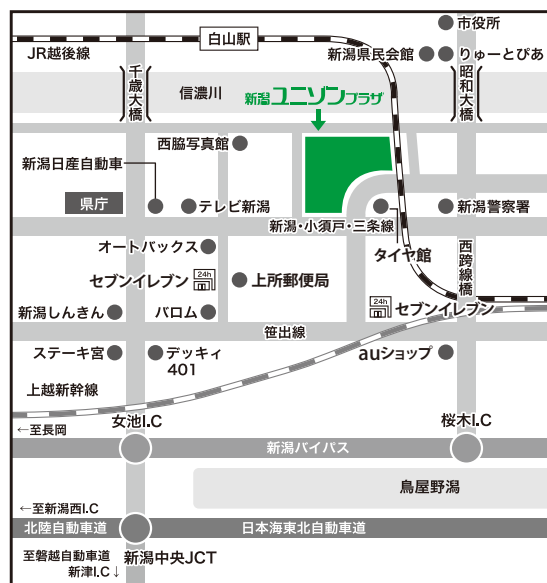 市役所
白山駅
JR越後線
新潟県民会館
りゅーとぴあ
千歳大橋
昭和大橋
信濃川
新潟ユニゾンプラザ
西脇写真館
新潟日産自動車
県庁
テレビ新潟
新潟警察署
新潟・小須戸・三条線
タイヤ館
オートバックス
西跨線橋
セブンイレブン
24h
上所郵便局
24h
セブンイレブン
新潟しんきん
バロム
笹出線
ステーキ宮
デッキィ
401
auショップ
上越新幹線
女池I.C
桜木I.C
←至長岡
新潟バイパス
鳥屋野潟
←至新潟西I.C
北陸自動車道
日本海東北自動車道
至磐越自動車道
新津I.C↓
新潟中央JCT